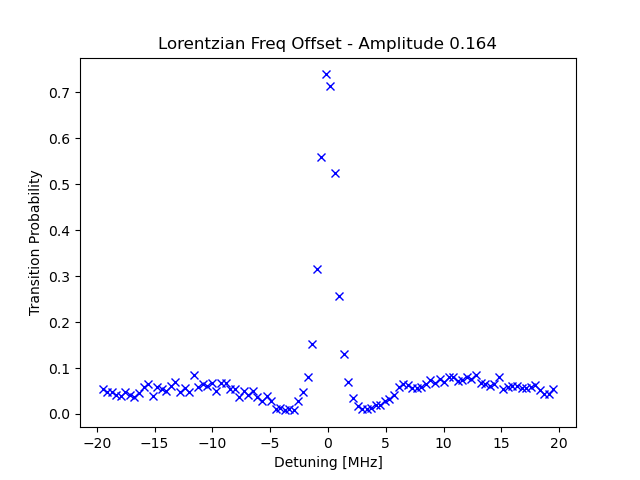 Lorentzian Freq Offset - Amplitude 0.164
Transition Probability
0.7
0.6
0.5
0.4
0.3
0.2
0.1
0.0
−20 −15 −10 −5 0 5 10 15 20
Detuning [MHz]